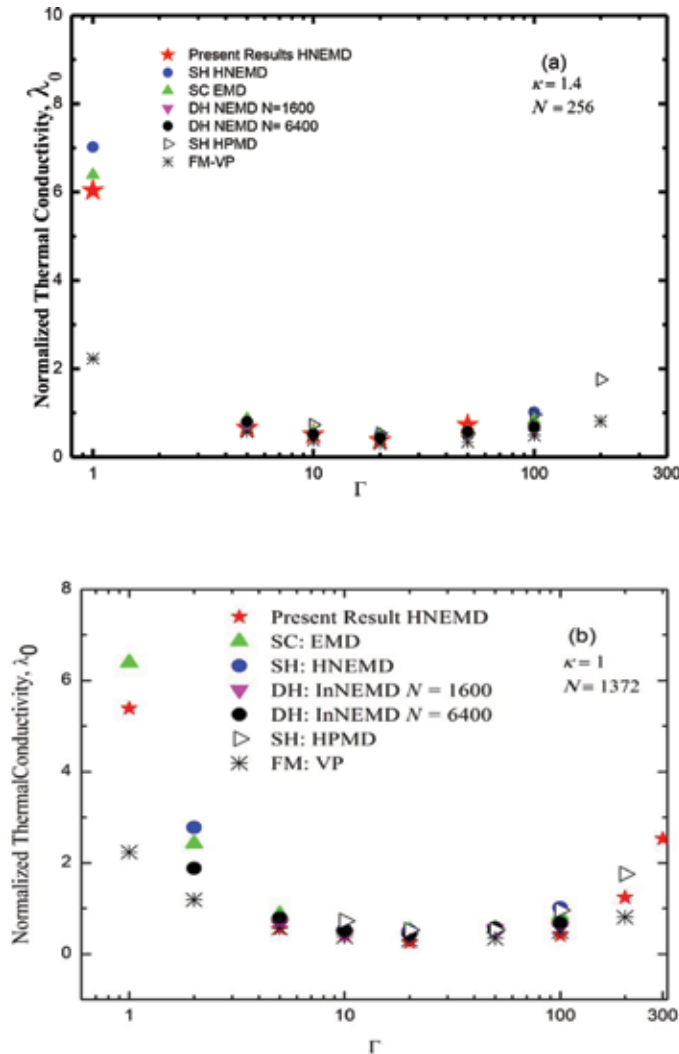 10
8
6
4
2
0
Normalized Thermal Conductivity, λ0
Present Results HNEMD
SH HNEMD
SC EMD
DH NEMD N=1600
DH NEMD N= 6400
SH HPMD
FM-VP
(a)
κ = 1.4
N = 256
1 10 100 300
Γ
8
6
4
2
0
Normalized ThermalConductivity, λ0
Present Result HNEMD
SC: EMD
SH: HNEMD
DH: InNEMD N = 1600
DH: InNEMD N = 6400
SH: HPMD
FM: VP
(b)
κ = 1
N = 1372
1 10 100 300
Γ